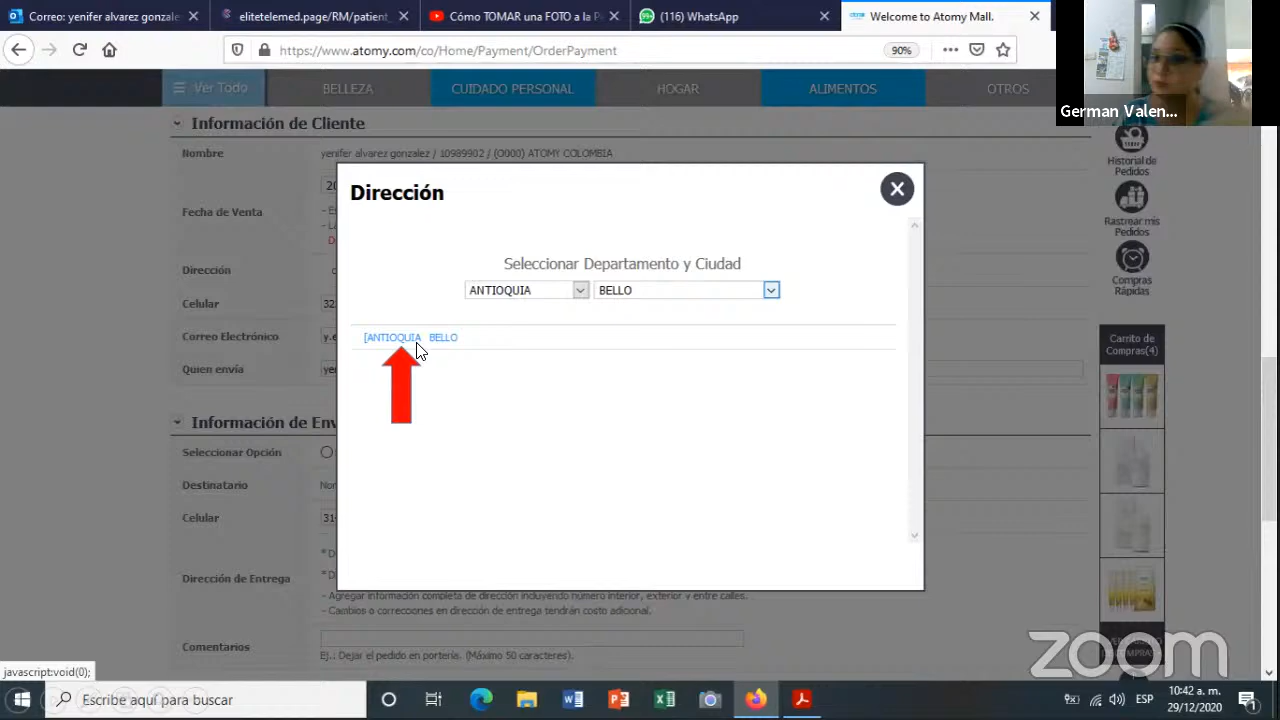 Correo: yenifer alvarez gonzale
elitetelemed.page/RM/patient
Cómo TOMAR una FOTO a la P
(116) WhatsApp
Welcome to Atomy Mall.
https://www.atomy.com/co/Home/Payment/OrderPayment
90%
German Valen...
Ver Todo
BELLEZA
CUIDADO PERSONAL
HOGAR
ALIMENTOS
OTROS
Información de Cliente
Nombre
yenifer alvarez gonzalez / 10989902 / (O000) ATOMY COLOMBIA
Historial de
Pedidos
Dirección
Fecha de Venta
Rastrear mis
Pedidos
Seleccionar Departamento y Ciudad
Dirección
Compras
Rápidas
ANTIOQUIA
BELLO
Celular
32
Correo Electrónico
y.e
[ANTIOQUIA BELLO
Carrito de
Compras(4)
Quien envía
yer
Información de Env
Seleccionar Opción
Destinatario
Nor
Celular
31
Dirección de Entrega
- Agregar información completa de dirección incluyendo número interior, exterior y entre calles.
- Cambios o correcciones en dirección de entrega tendrán costo adicional.
Comentarios
Ej.: Dejar el pedido en portería. (Máximo 50 caracteres).
zoom
javascript:void(0);
Escribe aquí para buscar
ESP
10:42 a. m.
29/12/2020